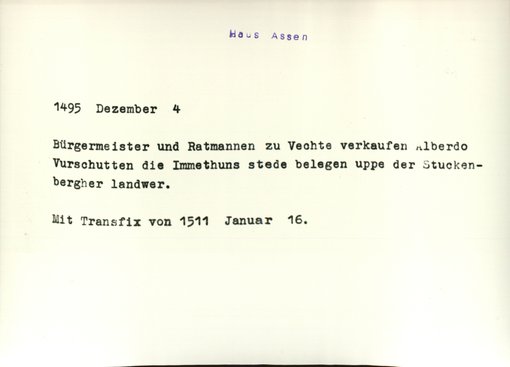 Haus Assen
1495 Dezember 4
Bürgermeister und Ratmannen zu Vechte verkaufen Alberdo
Vurschutten die Immethuns stede belegen uppe der Stucken-
bergher landwer.
Mit Transfix von 1511 Januar 16.